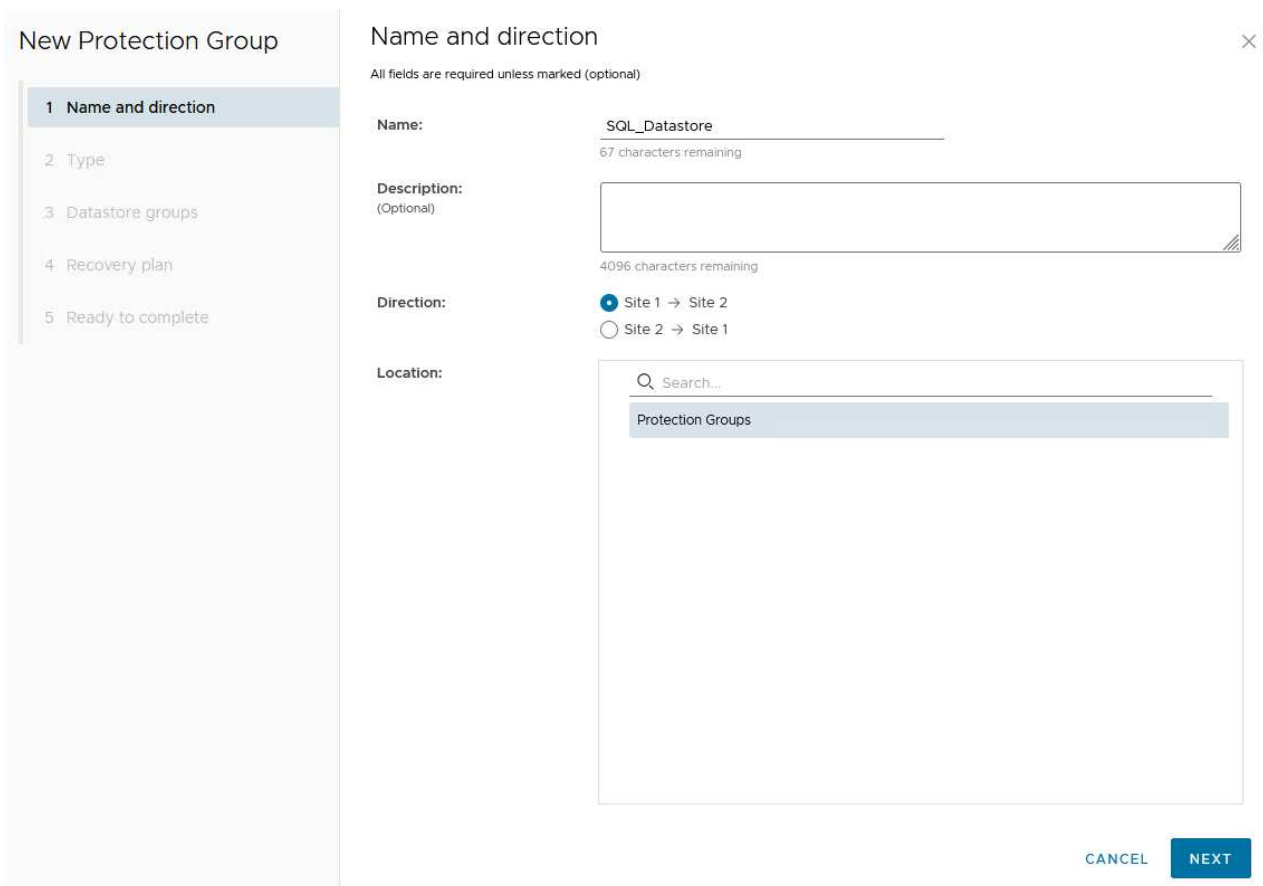 New Protection Group
1 Name and direction
2 Type
3 Datastore groups
4 Recovery plan
5 Ready to complete
Name and direction
All fields are required unless marked (optional)
Name:
SQL_Datastore
67 characters remaining
Description:
(Optional)
4096 characters remaining
Direction:
Site 1 → Site 2
Site 2 → Site 1
Location:
Search...
Protection Groups
CANCEL
NEXT